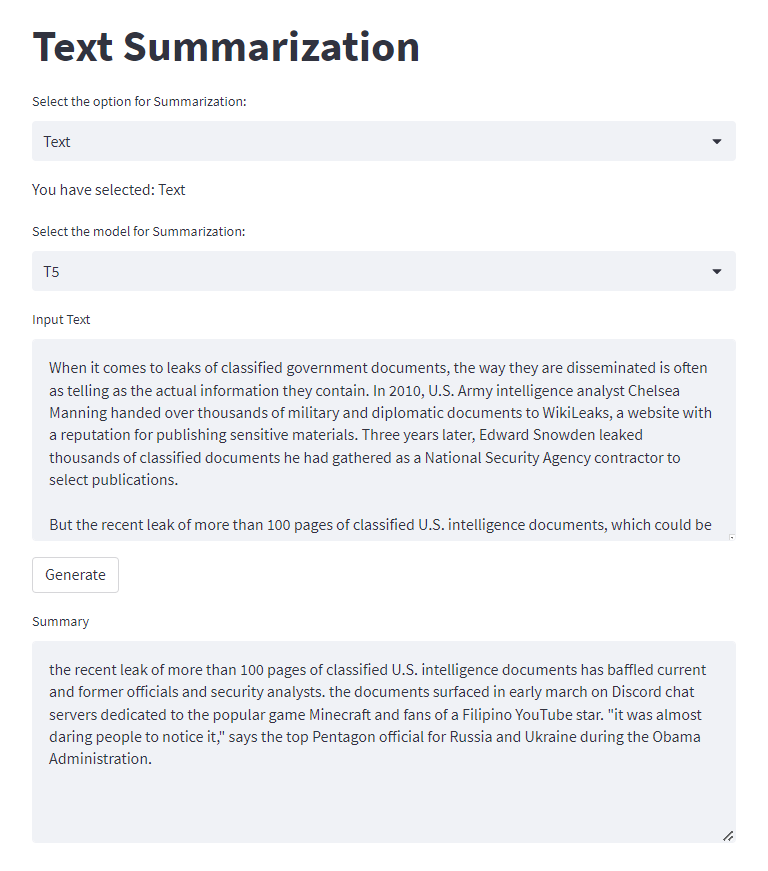 Text Summarization
Select the option for Summarization:
Text
You have selected: Text
Select the model for Summarization:
T5
Input Text
When it comes to leaks of classified government documents, the way they are disseminated is often
as telling as the actual information they contain. In 2010, U.S. Army intelligence analyst Chelsea
Manning handed over thousands of military and diplomatic documents to WikiLeaks, a website with
a reputation for publishing sensitive materials. Three years later, Edward Snowden leaked
thousands of classified documents he had gathered as a National Security Agency contractor to
select publications.
But the recent leak of more than 100 pages of classified U.S. intelligence documents, which could be
Generate
Summary
the recent leak of more than 100 pages of classified U.S. intelligence documents has baffled current
and former officials and security analysts. the documents surfaced in early march on Discord chat
servers dedicated to the popular game Minecraft and fans of a Filipino YouTube star. "it was almost
daring people to notice it," says the top Pentagon official for Russia and Ukraine during the Obama
Administration.